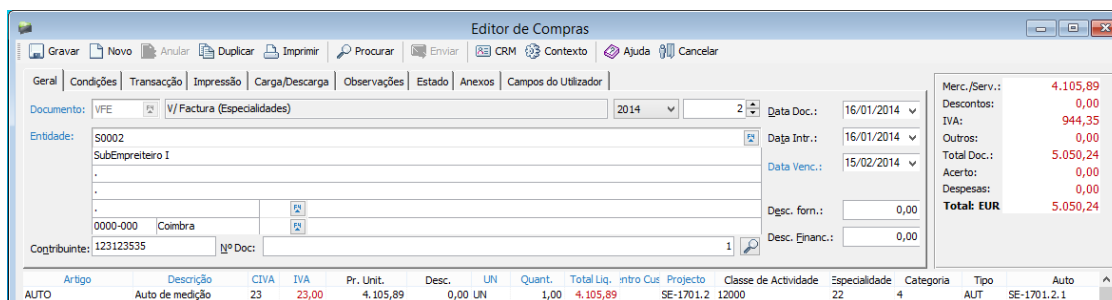 Editor de Compras
Gravar Novo Anular Duplicar Imprimir Procurar Enviar CRM Contexto Ajuda Cancelar
Geral Condições Transacção Impressão Carga/Descarga Observações Estado Anexos Campos do Utilizador
Documento: VFE V/ Factura (Especialidades) 2014 2 Data Doc.: 16/01/2014
Entidade: S0002 Data Intr.: 16/01/2014
SubEmpreiteiro I
. Data Venc.: 15/02/2014
.
. Desc. forn.: 0,00
0000-000 Coimbra
Contribuinte: 123123535 Nº Doc: 1 Desc. Financ.: 0,00
Merc./Serv.: 4.105,89
Descontos: 0,00
IVA: 944,35
Outros: 0,00
Total Doc.: 5.050,24
Acerto: 0,00
Despesas: 0,00
Total: EUR 5.050,24
Artigo Descrição CIVA IVA Pr. Unit. Desc. UN Quant. Total Liq. entro Cus Projecto Classe de Actividade Especialidade Categoria Tipo Auto
AUTO Auto de medição 23 23,00 4.105,89 0,00 UN 1,00 4.105,89 SE-1701.2 12000 22 4 AUT SE-1701.2.1